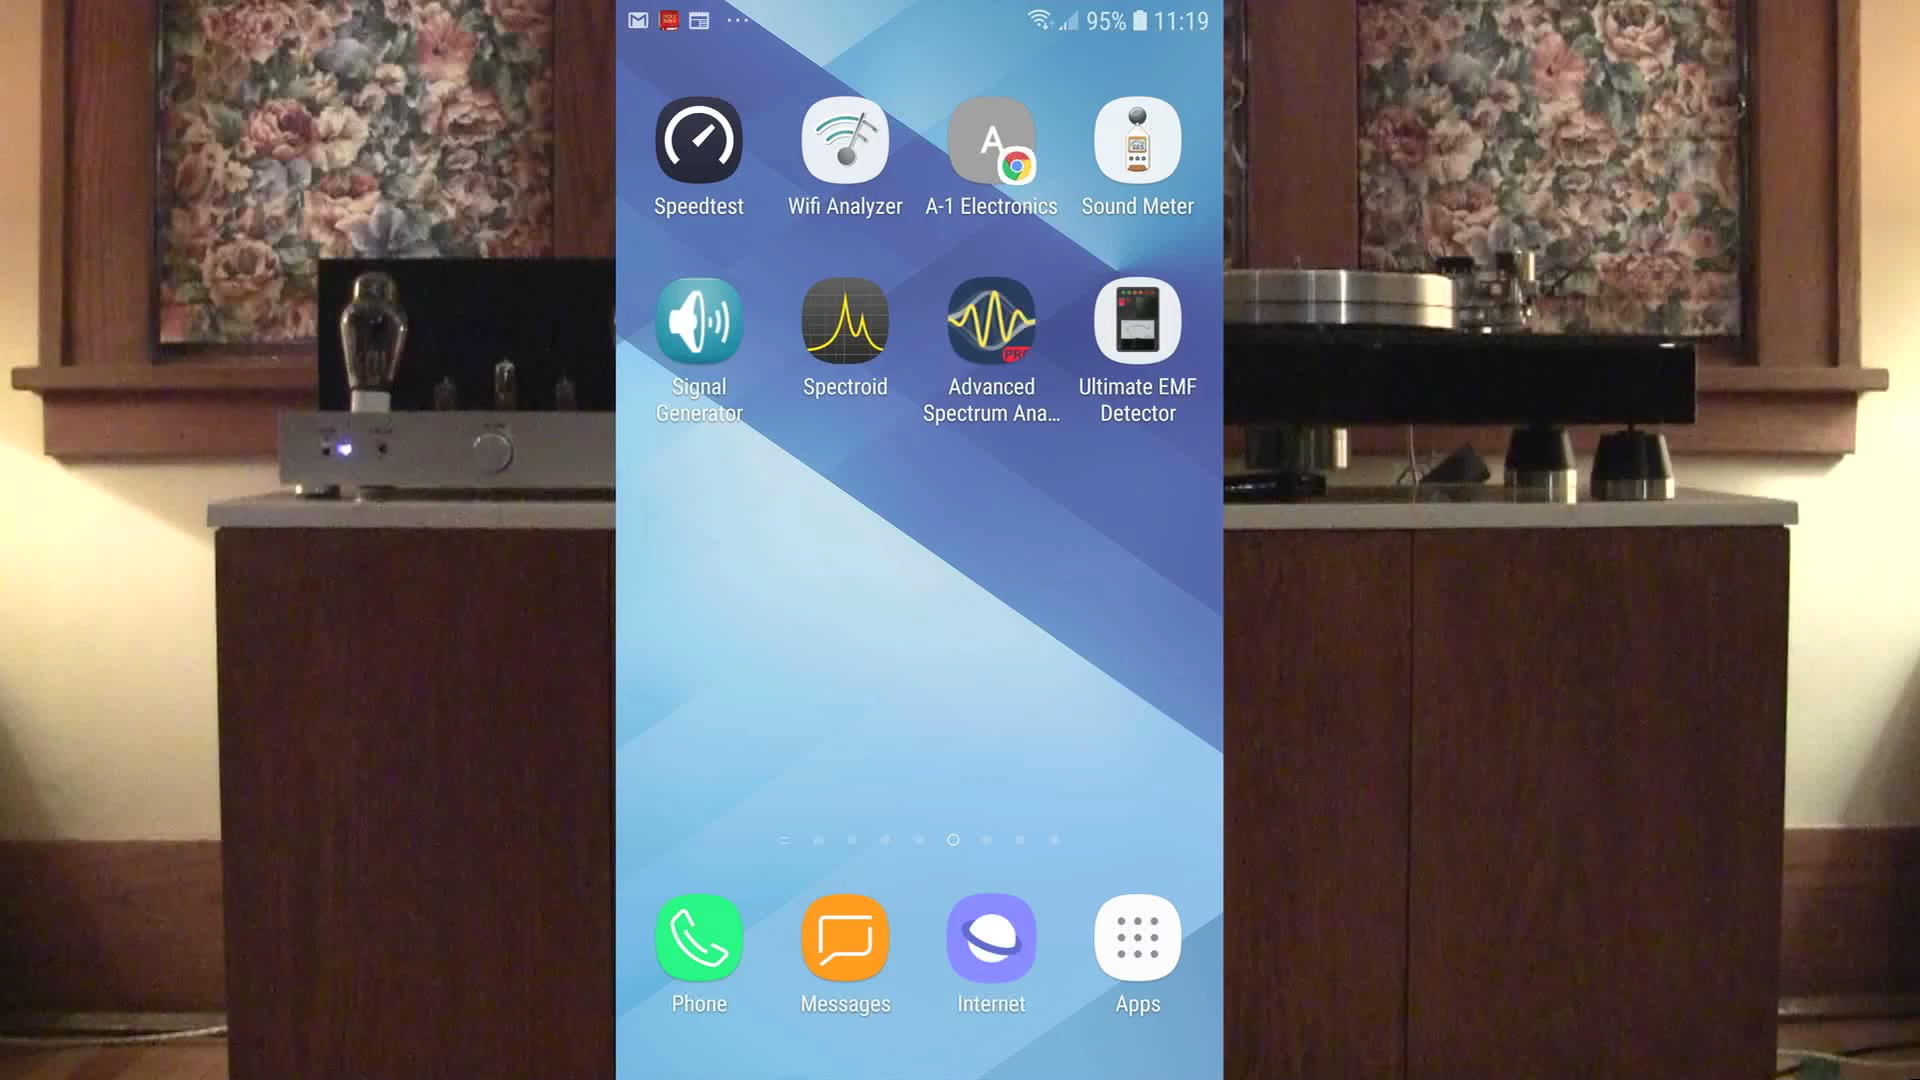 95% 11:19
Speedtest
Wifi Analyzer
A
A-1 Electronics
Sound Meter
Signal
Generator
Spectroid
PRO
Advanced
Spectrum Ana...
Ultimate EMF
Detector
Phone
Messages
Internet
Apps